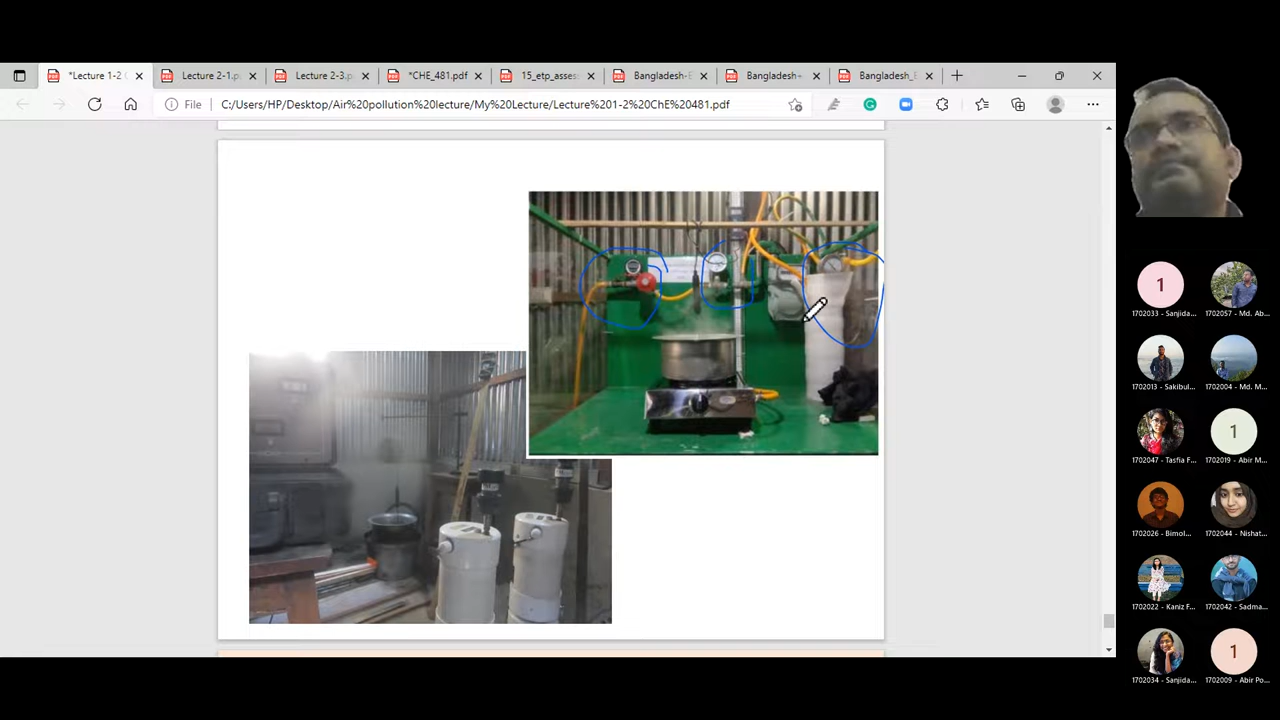 *Lecture 1-2 C
Lecture 2-1.p
Lecture 2-3.p
*CHE_481.pdf
15_etp_asses
Bangladesh-E
Bangladesh-
Bangladesh_E
File
C:/Users/HP/Desktop/Air%20pollution%20lecture/My%20Lecture/Lecture%201-2%20ChE%20481.pdf
1
1702033 - Sanjida...
1702057 - Md. Ab...
1702013 - Sakibul...
1702004 - Md. M...
1
1702047 - Tasfia F...
1702019 - Abir M...
1702026 - Bimol...
1702044 - Nishat...
1702022 - Kaniz F...
1702042 - Sadma...
1
1702034 - Sanjida...
1702009 - Abir Po...